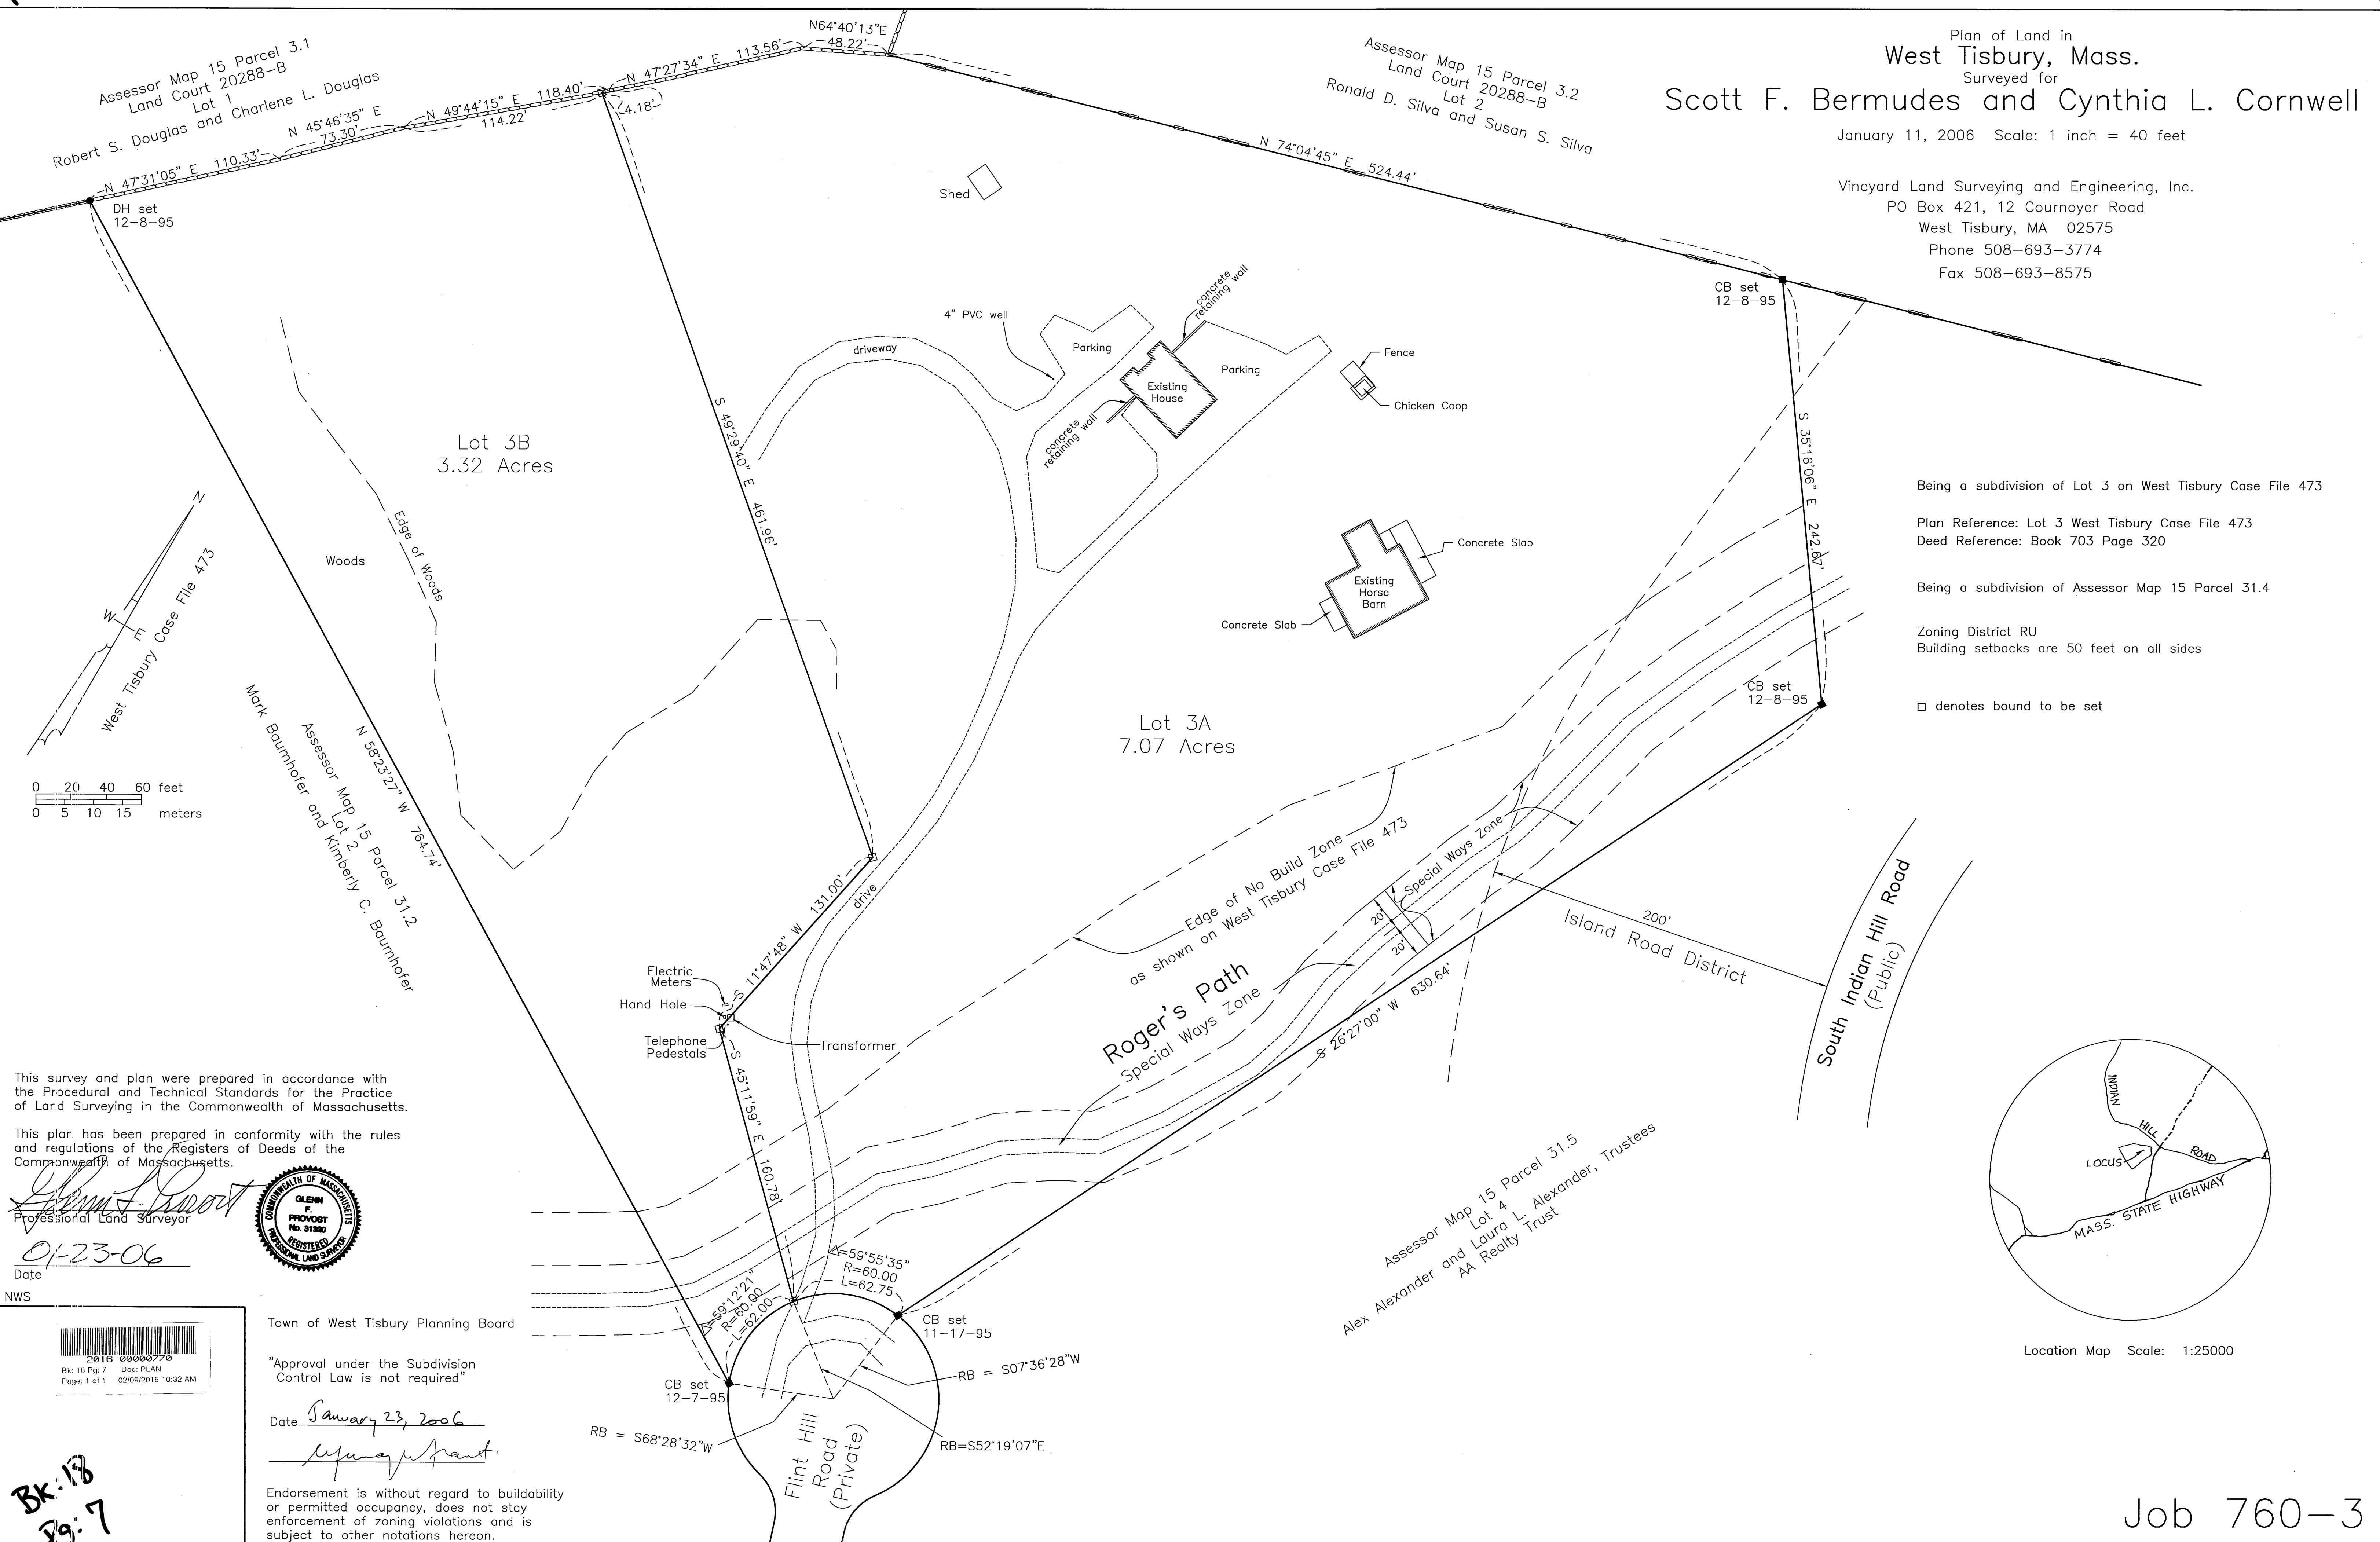 Plan of Land in
West Tisbury, Mass.
Surveyed for
Scott F. Bermudes and Cynthia L. Cornwell
January 11, 2006 Scale: 1 inch = 40 feet
Vineyard Land Surveying and Engineering, Inc.
PO Box 421, 12 Cournoyer Road
West Tisbury, MA 02575
Phone 508-693-3774
Fax 508-693-8575
Assessor Map 15 Parcel 3.1
Land Court 20288-B
Lot 1
Robert S. Douglas and Charlene L. Douglas
N 47°31'05" E 110.33'
N 45°46'35" E
73.30'
N 49°44'15" E 118.40'
114.22'
4.18'
N 47°27'34" E 113.56'
N64°40'13"E
48.22'
Assessor Map 15 Parcel 3.2
Land Court 20288-B
Lot 2
Ronald D. Silva and Susan S. Silva
N 74°04'45" E 524.44'
DH set
12-8-95
Shed
CB set
12-8-95
4" PVC well
concrete
retaining wall
driveway
Parking
Existing
House
Parking
Fence
Chicken Coop
concrete
retaining wall
Lot 3B
3.32 Acres
S 49°29'40" E 461.96'
S 35°16'06" E 242.67'
Being a subdivision of Lot 3 on West Tisbury Case File 473
Plan Reference: Lot 3 West Tisbury Case File 473
Deed Reference: Book 703 Page 320
Being a subdivision of Assessor Map 15 Parcel 31.4
Zoning District RU
Building setbacks are 50 feet on all sides
□ denotes bound to be set
N
W
E
West Tisbury Case File 473
Woods
Edge of Woods
Concrete Slab
Existing
Horse
Barn
Concrete Slab
CB set
12-8-95
Lot 3A
7.07 Acres
0 20 40 60 feet
0 5 10 15 meters
N 58°23'27" W 764.74'
Assessor Map 15 Parcel 31.2
Lot 2
Mark Baumhofer and Kimberly C. Baumhofer
S 11°47'48" W 131.00'
drive
Edge of No Build Zone
as shown on West Tisbury Case File 473
Special Ways Zone
20'
20'
200'
Island Road District
South Indian Hill Road
(Public)
Roger's Path
Special Ways Zone
S 26°27'00" W 630.64'
Electric
Meters
Hand Hole
Telephone
Pedestals
Transformer
S 45°11'59" E 160.78'
This survey and plan were prepared in accordance with
the Procedural and Technical Standards for the Practice
of Land Surveying in the Commonwealth of Massachusetts.
This plan has been prepared in conformity with the rules
and regulations of the Registers of Deeds of the
Commonwealth of Massachusetts.
Glenn F. Provost
Professional Land Surveyor
01-23-06
Date
COMMONWEALTH OF MASSACHUSETTS
GLENN
F.
PROVOST
No. 31320
REGISTERED
PROFESSIONAL LAND SURVEYOR
NWS
Δ=59°12'21"
R=60.00
L=62.00
Δ=59°55'35"
R=60.00
L=62.75
CB set
11-17-95
CB set
12-7-95
RB = S07°36'28"W
RB = S68°28'32"W
RB=S52°19'07"E
Flint Hill
Road
(Private)
Assessor Map 15 Parcel 31.5
Lot 4
Alex Alexander and Laura L. Alexander, Trustees
AA Realty Trust
INDIAN
HILL
ROAD
LOCUS
MASS. STATE HIGHWAY
Location Map Scale: 1:25000
2016 00000770
Bk: 18 Pg: 7 Doc: PLAN
Page: 1 of 1 02/09/2016 10:32 AM
Bk: 18
Pg: 7
Town of West Tisbury Planning Board
"Approval under the Subdivision
Control Law is not required"
Date January 23, 2006
Endorsement is without regard to buildability
or permitted occupancy, does not stay
enforcement of zoning violations and is
subject to other notations hereon.
Job 760-3